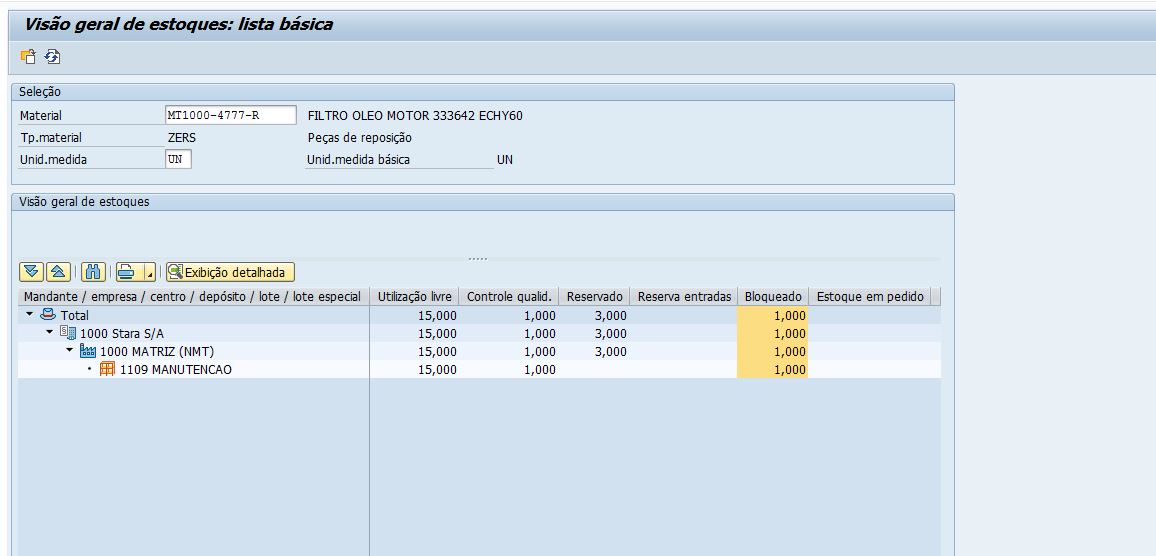 Visão geral de estoques: lista básica
Seleção
Material MT1000-4777-R FILTRO OLEO MOTOR 333642 ECHY60
Tp.material ZERS Peças de reposição
Unid.medida UN Unid.medida básica UN
Visão geral de estoques
Exibição detalhada
Mandante / empresa / centro / depósito / lote / lote especial Utilização livre Controle qualid. Reservado Reserva entradas Bloqueado Estoque em pedido
Total 15,000 1,000 3,000 1,000
1000 Stara S/A 15,000 1,000 3,000 1,000
1000 MATRIZ (NMT) 15,000 1,000 3,000 1,000
1109 MANUTENCAO 15,000 1,000 1,000